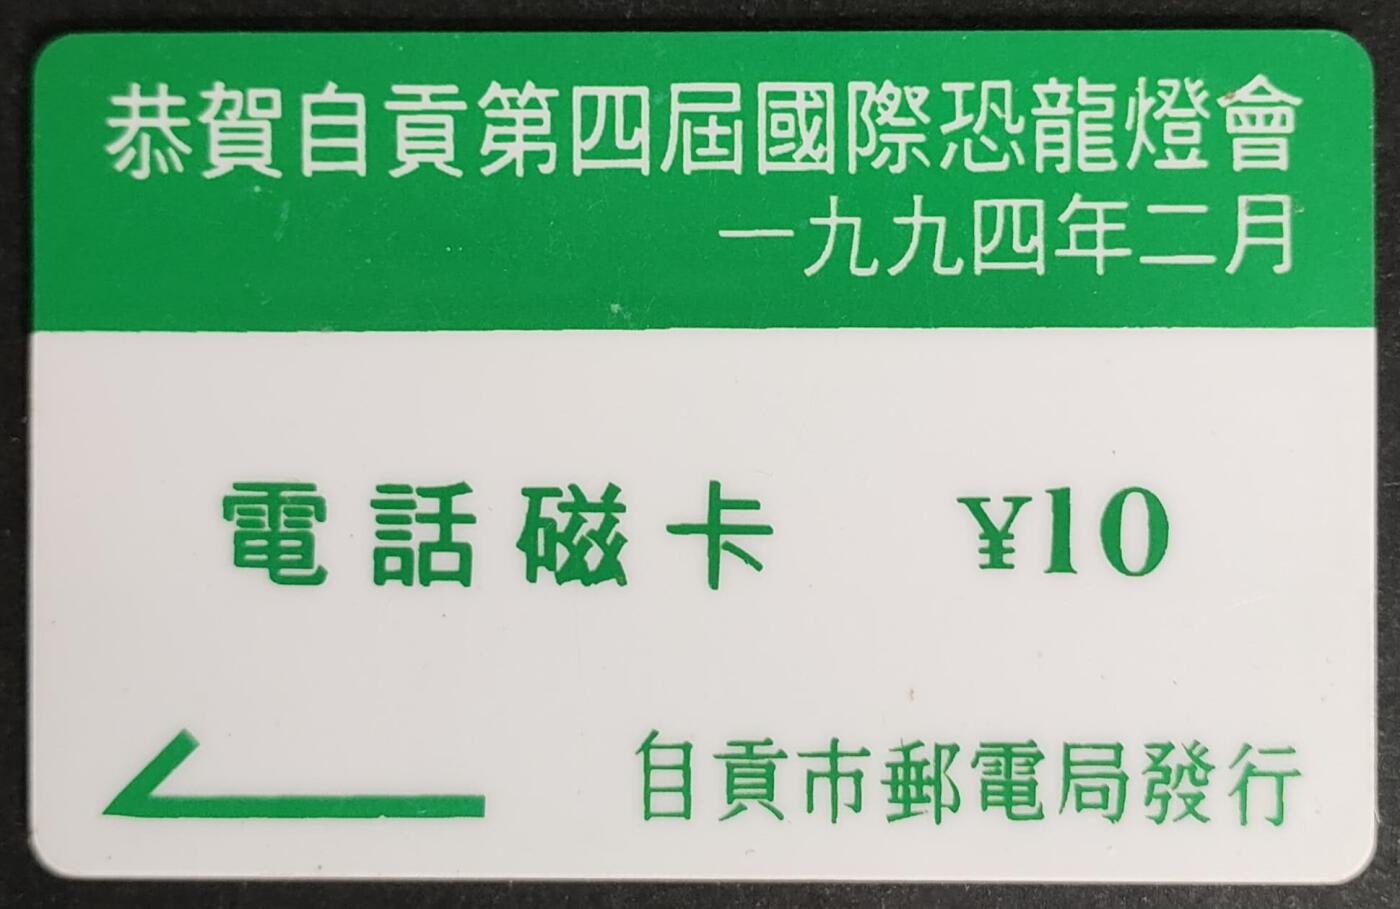 恭賀自貢第四屆國際恐龍燈會
一九九四年二月
電話磁卡 ¥10
自貢市郵電局發行